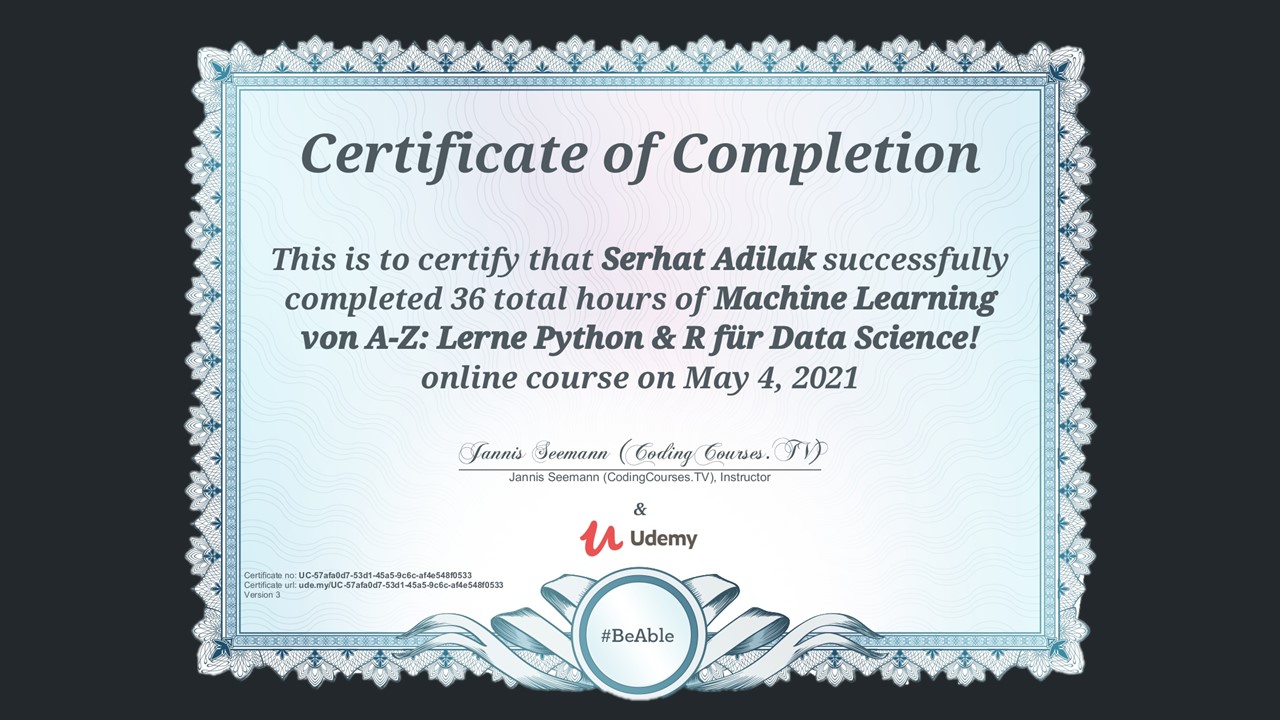 Certificate of Completion
This is to certify that Serhat Adilak successfully
completed 36 total hours of Machine Learning
von A-Z: Lerne Python & R für Data Science!
online course on May 4, 2021
Jannis Seemann (CodingCourses.TV)
Jannis Seemann (CodingCourses.TV), Instructor
&
Udemy
Certificate no: UC-57afa0d7-53d1-45a5-9c6c-af4e548f0533
Certificate url: ude.my/UC-57afa0d7-53d1-45a5-9c6c-af4e548f0533
Version 3
#BeAble